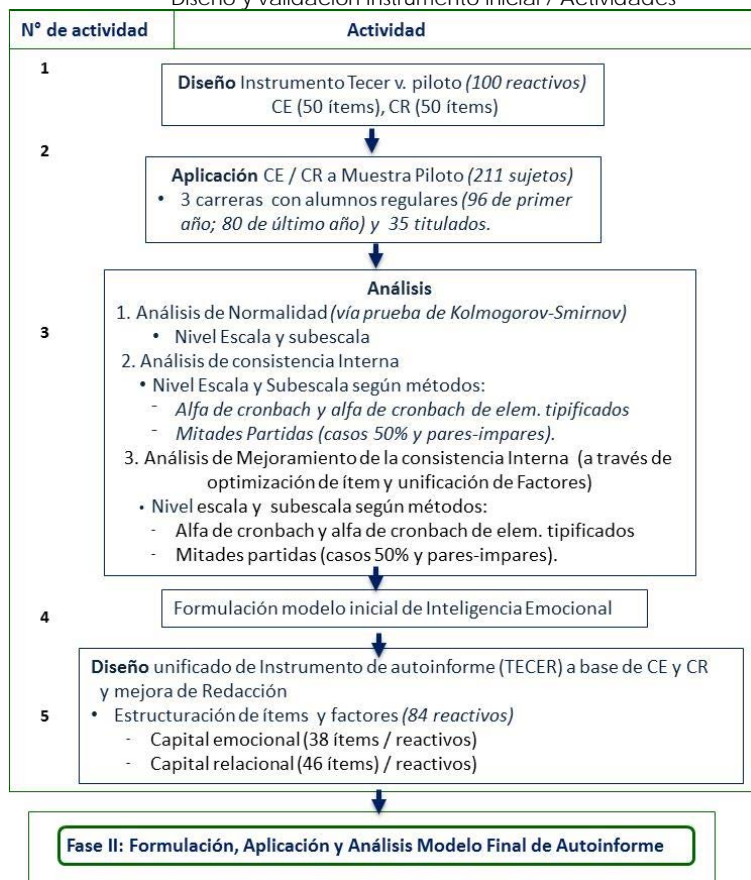 Diseño y validación instrumento inicial / Actividades
N° de actividad Actividad
1
Diseño Instrumento Tecer v. piloto (100 reactivos)
CE (50 ítems), CR (50 ítems)
2
Aplicación CE / CR a Muestra Piloto (211 sujetos)
• 3 carreras con alumnos regulares (96 de primer
año; 80 de último año) y 35 titulados.
3
Análisis
1. Análisis de Normalidad (vía prueba de Kolmogorov-Smirnov)
• Nivel Escala y subescala
2. Análisis de consistencia Interna
• Nivel Escala y Subescala según métodos:
- Alfa de cronbach y alfa de cronbach de elem. tipificados
- Mitades Partidas (casos 50% y pares-impares).
3. Análisis de Mejoramiento de la consistencia Interna (a través de
optimización de ítem y unificación de Factores)
• Nivel escala y subescala según métodos:
- Alfa de cronbach y alfa de cronbach de elem. tipificados
- Mitades partidas (casos 50% y pares-impares).
4
Formulación modelo inicial de Inteligencia Emocional
5
Diseño unificado de Instrumento de autoinforme (TECER) a base de CE y CR
y mejora de Redacción
• Estructuración de ítems y factores (84 reactivos)
- Capital emocional (38 ítems / reactivos)
- Capital relacional (46 ítems) / reactivos)
Fase II: Formulación, Aplicación y Análisis Modelo Final de Autoinforme